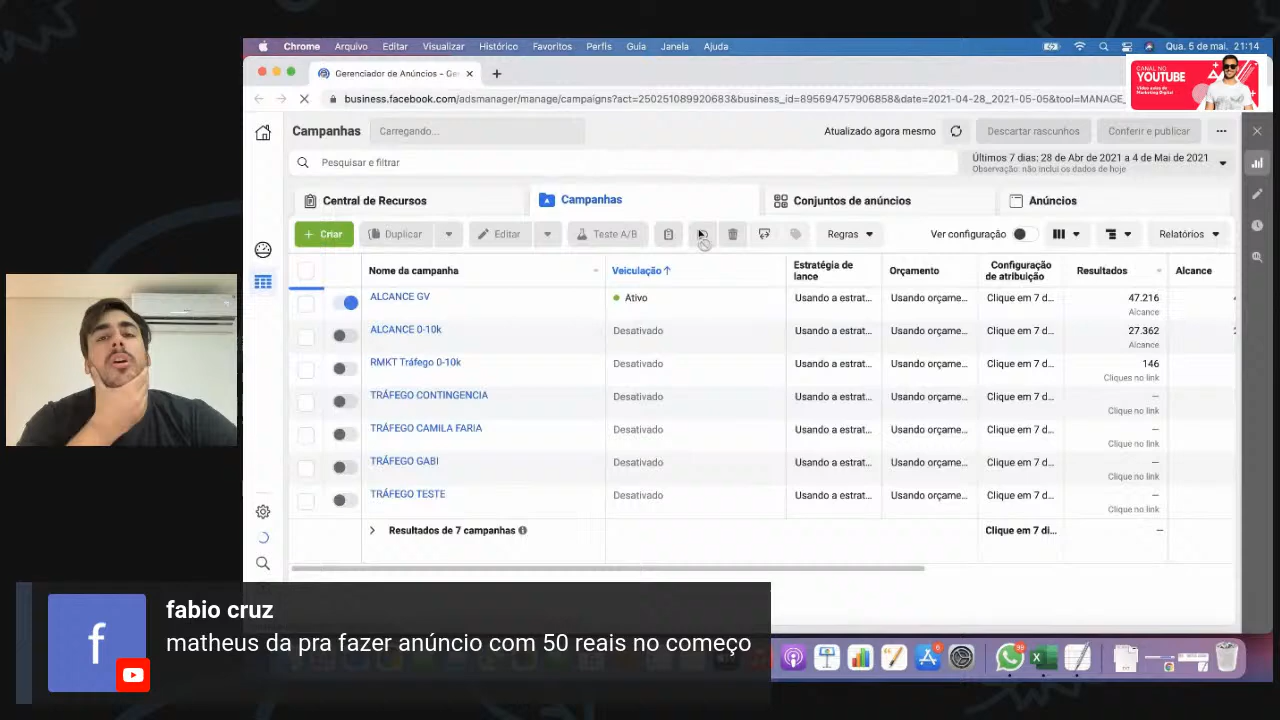 Chrome Arquivo Editar Visualizar Histórico Favoritos Perfis Guia Janela Ajuda
Qua. 5 de mai. 21:14
Gerenciador de Anúncios - Ger
CANAL NO
YOUTUBE
Vídeo aulas de
Marketing Digital
business.facebook.com/adsmanager/manage/campaigns?act=250251089920683&business_id=895694757906858&date=2021-04-28_2021-05-05&tool=MANAGE_
Campanhas
Carregando...
Atualizado agora mesmo
Descartar rascunhos
Conferir e publicar
Pesquisar e filtrar
Últimos 7 dias: 28 de Abr de 2021 a 4 de Mai de 2021
Observação: não inclui os dados de hoje
Central de Recursos
Campanhas
Conjuntos de anúncios
Anúncios
+ Criar
Duplicar
Editar
Teste A/B
Regras
Ver configuração
Relatórios
Nome da campanha
Veiculação↑
Estratégia de
lance
Orçamento
Configuração
de atribuição
Resultados
Alcance
ALCANCE GV Ativo Usando a estrat... Usando orçame... Clique em 7 d... 47.216
Alcance
ALCANCE 0-10k Desativado Usando a estrat... Usando orçame... Clique em 7 d... 27.362
Alcance
RMKT Tráfego 0-10k Desativado Usando a estrat... Usando orçame... Clique em 7 d... 146
Cliques no link
TRÁFEGO CONTINGENCIA Desativado Usando a estrat... Usando orçame... Clique em 7 d... —
Clique no link
TRÁFEGO CAMILA FARIA Desativado Usando a estrat... Usando orçame... Clique em 7 d... —
Clique no link
TRÁFEGO GABI Desativado Usando a estrat... Usando orçame... Clique em 7 d... —
Clique no link
TRÁFEGO TESTE Desativado Usando a estrat... Usando orçame... Clique em 7 d... —
Clique no link
Resultados de 7 campanhas Clique em 7 di... —
f
fabio cruz
matheus da pra fazer anúncio com 50 reais no começo